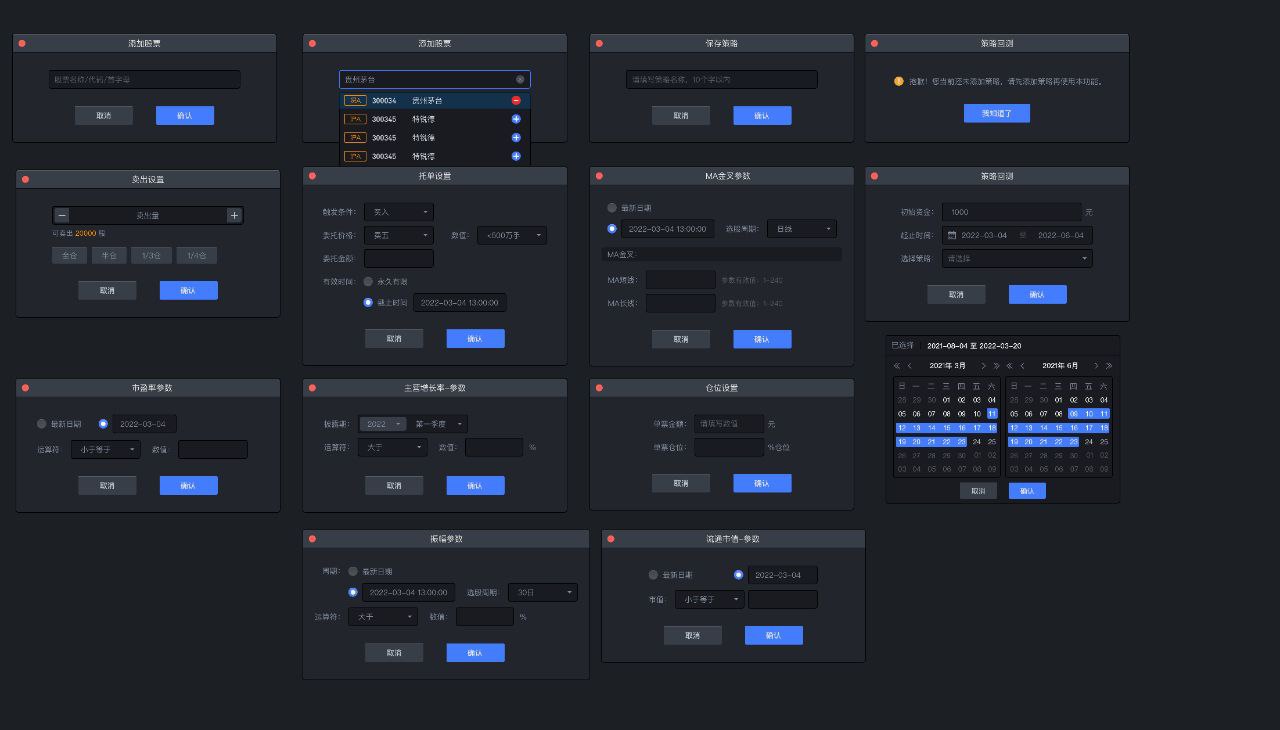 添加股票
股票名称/代码/首字母
取消
确认
添加股票
贵州茅台
沪A 300034 贵州茅台
沪A 300345 特锐德
沪A 300345 特锐德
沪A 300345 特锐德
保存策略
请填写策略名称，10个字以内
取消
确认
策略回测
抱歉！您当前还未添加策略，请先添加策略再使用本功能。
我知道了
卖出设置
卖出量
可卖出 20000 股
全仓 半仓 1/3仓 1/4仓
取消
确认
托单设置
触发条件： 买入
委托价格： 卖五 数值： <500万手
委托金额：
有效时间： 永久有限
截止时间 2022-03-04 13:00:00
取消
确认
MA金叉参数
最新日期
2022-03-04 13:00:00 选股周期： 日线
MA金叉：
MA短线： 参数有效值：1-240
MA长线： 参数有效值：1-240
取消
确认
策略回测
初始资金： 1000 元
起止时间： 2022-03-04 至 2022-06-04
选择策略： 请选择
取消
确认
已选择 2021-08-04 至 2022-03-20
2021年 3月
日 一 二 三 四 五 六
28 29 30 01 02 03 04
05 06 07 08 09 10 11
12 13 14 15 16 17 18
19 20 21 22 23 24 25
26 27 28 29 30 01 02
03 04 05 06 07 08 09
2021年 6月
日 一 二 三 四 五 六
28 29 30 01 02 03 04
05 06 07 08 09 10 11
12 13 14 15 16 17 18
19 20 21 22 23 24 25
26 27 28 29 30 01 02
03 04 05 06 07 08 09
取消
确认
市盈率参数
最新日期 2022-03-04
运算符： 小于等于 数值：
取消
确认
主营增长率-参数
披露期： 2022 第一季度
运算符： 大于 数值： %
取消
确认
仓位设置
单票金额： 请填写数值 元
单票仓位： %仓位
取消
确认
振幅参数
周期： 最新日期
2022-03-04 13:00:00 选股周期： 30日
运算符： 大于 数值： %
取消
确认
流通市值-参数
最新日期 2022-03-04
市值： 小于等于
取消
确认